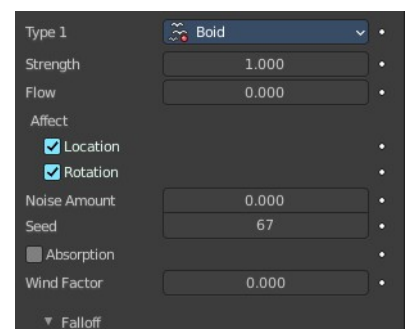 Type 1 Boid
Strength 1.000
Flow 0.000
Affect
Location
Rotation
Noise Amount 0.000
Seed 67
Absorption
Wind Factor 0.000
Falloff